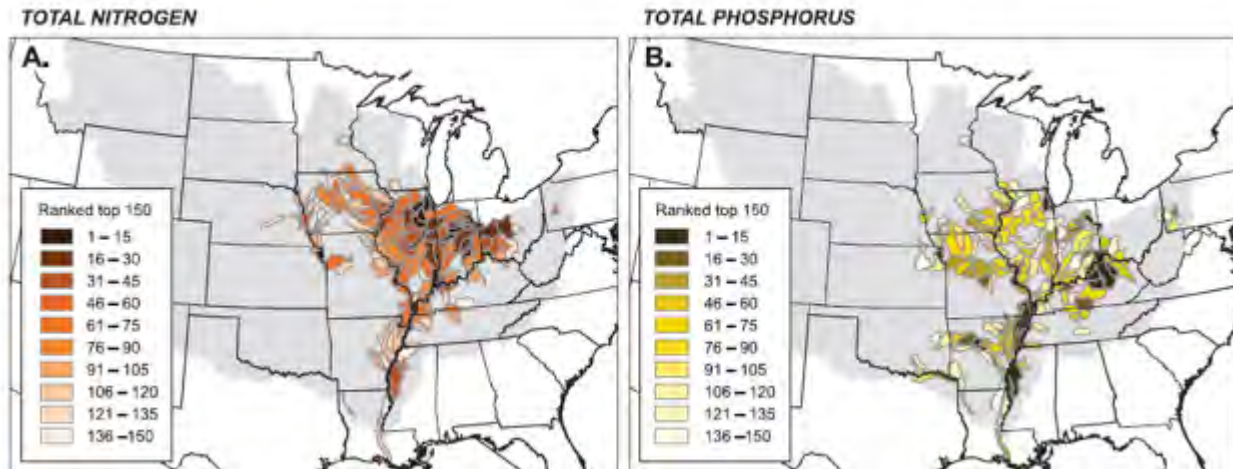 TOTAL NITROGEN
A.
Ranked top 150
1 – 15
16 – 30
31 – 45
46 – 60
61 – 75
76 – 90
91 – 105
106 – 120
121 – 135
136 –150
TOTAL PHOSPHORUS
B.
Ranked top 150
1 – 15
16 – 30
31 – 45
46 – 60
61 – 75
76 – 90
91 – 105
106 – 120
121 – 135
136 –150